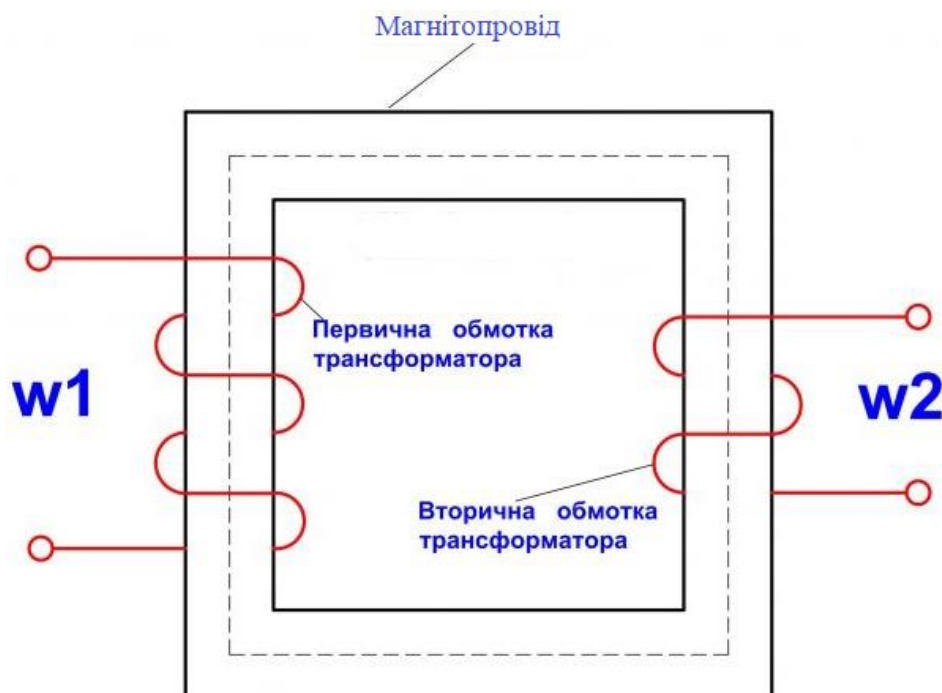 Магнітопровід
Первична обмотка
трансформатора
w1
w2
Вторична обмотка
трансформатора